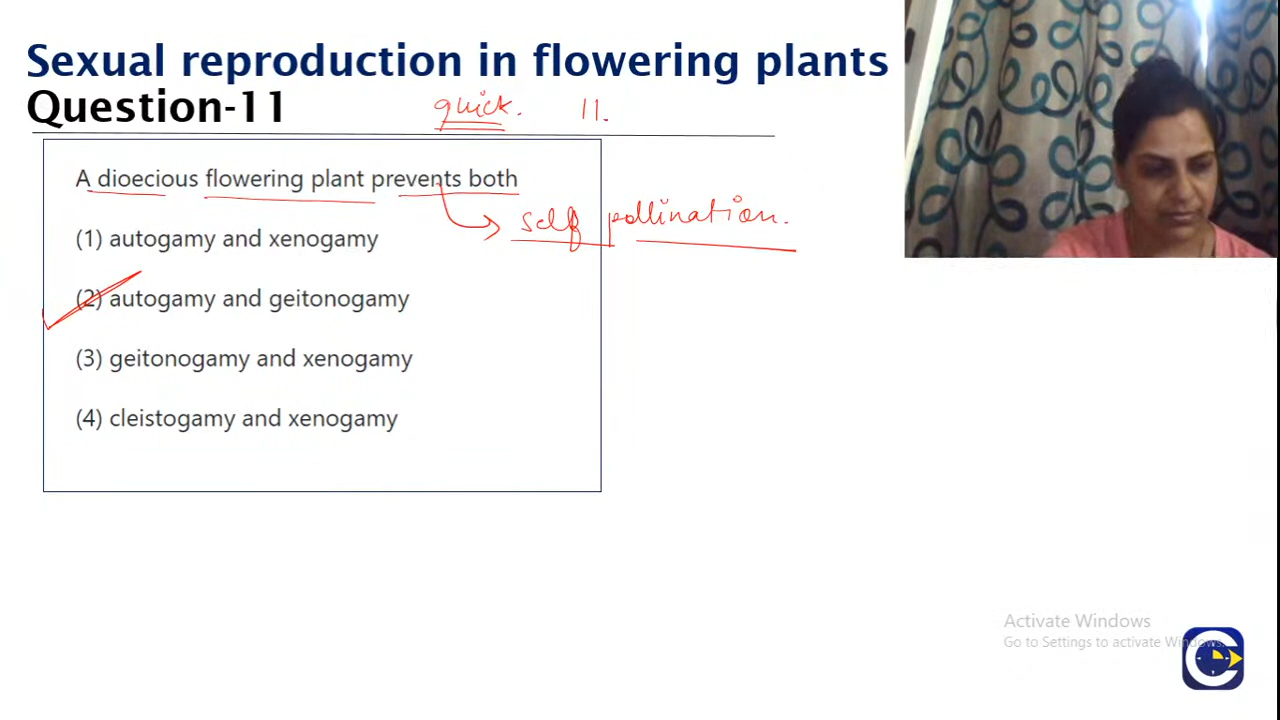 Sexual reproduction in flowering plants
Question-11
quick. 11.
A dioecious flowering plant prevents both
self pollination.
(1) autogamy and xenogamy
(2) autogamy and geitonogamy
(3) geitonogamy and xenogamy
(4) cleistogamy and xenogamy
Activate Windows
Go to Settings to activate Windows.